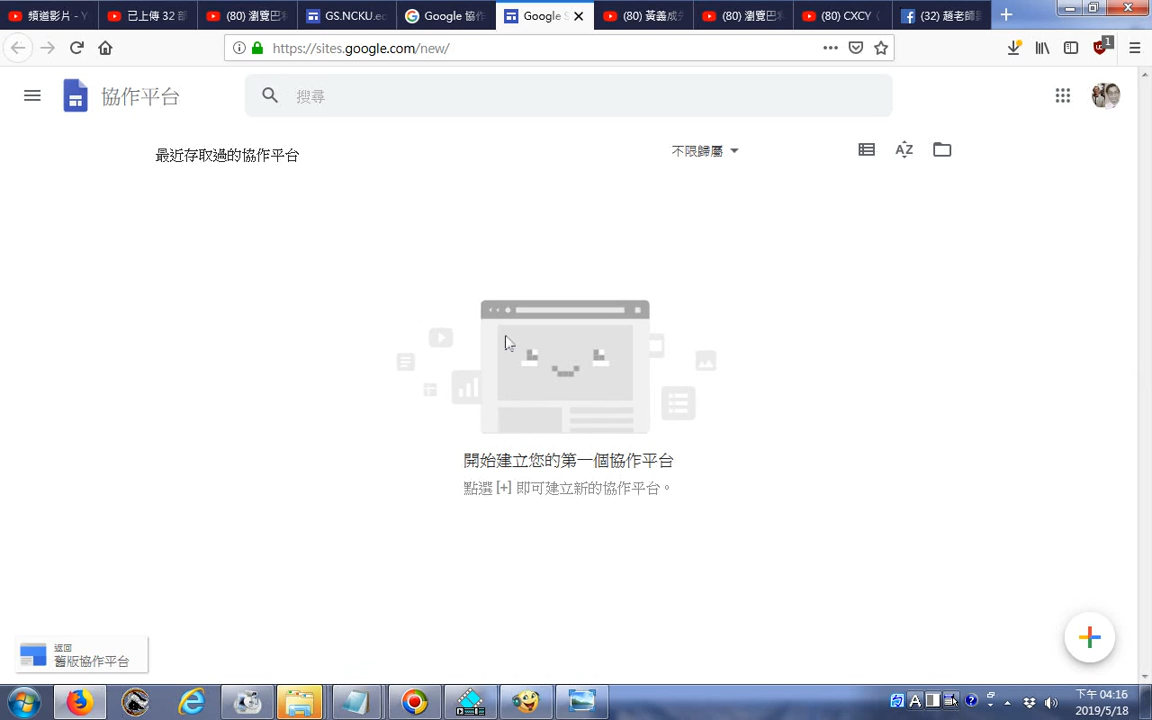 頻道影片 - Y
已上傳 32 部
(80) 瀏覽巴
GS.NCKU.ec
Google 協作
Google S
(80) 黃義成
(80) 瀏覽巴
(80) CXCY
(32) 趙老師
https://sites.google.com/new/
1
協作平台
搜尋
最近存取過的協作平台
不限歸屬
AZ
開始建立您的第一個協作平台
點選 [+] 即可建立新的協作平台。
返回
舊版協作平台
A
下午 04:16
2019/5/18